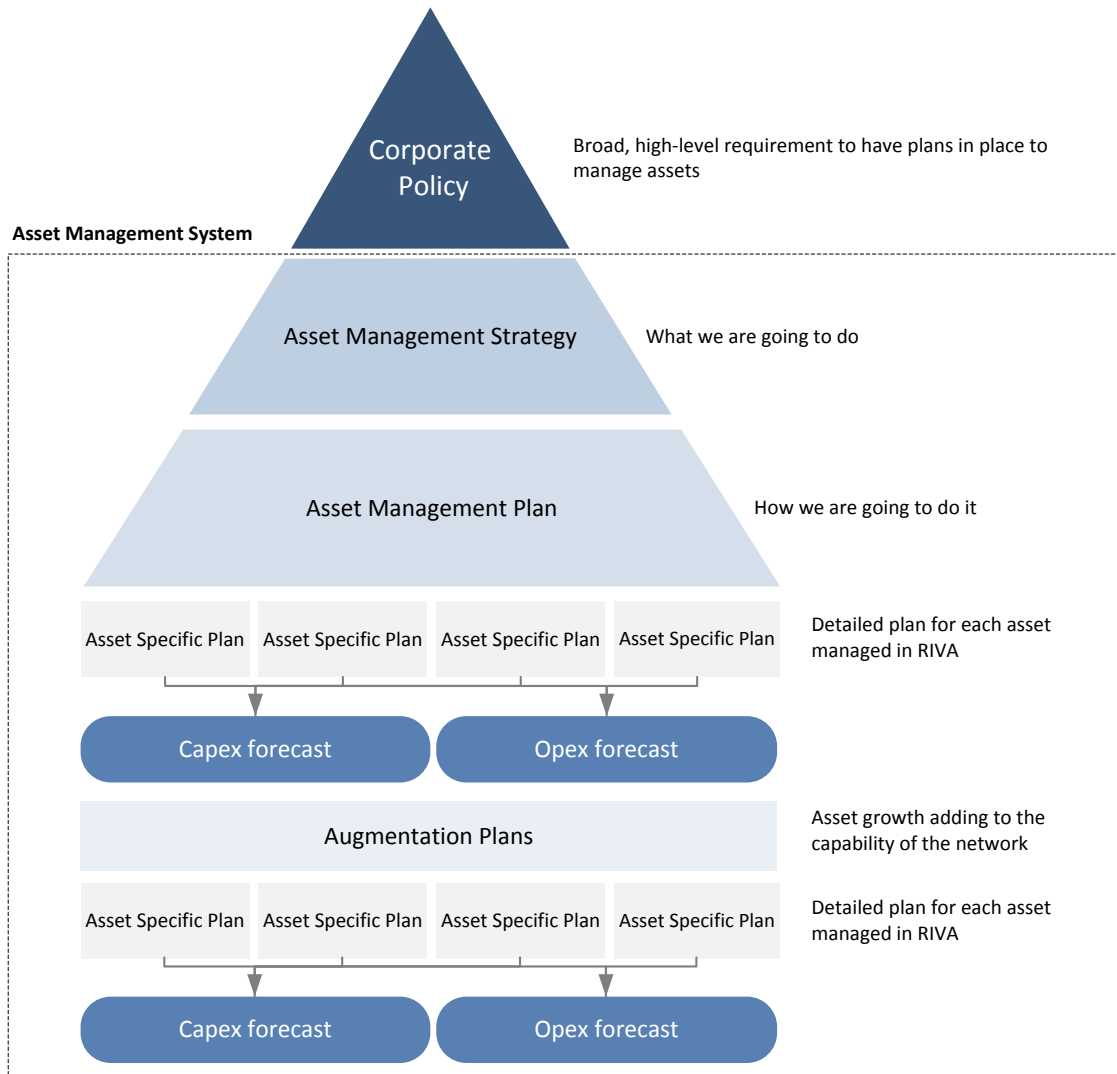 Corporate
Policy
Broad, high-level requirement to have plans in place to
manage assets
Asset Management System
Asset Management Strategy
What we are going to do
Asset Management Plan
How we are going to do it
Asset Specific Plan
Asset Specific Plan
Asset Specific Plan
Asset Specific Plan
Detailed plan for each asset
managed in RIVA
Capex forecast
Opex forecast
Augmentation Plans
Asset growth adding to the
capability of the network
Asset Specific Plan
Asset Specific Plan
Asset Specific Plan
Asset Specific Plan
Detailed plan for each asset
managed in RIVA
Capex forecast
Opex forecast